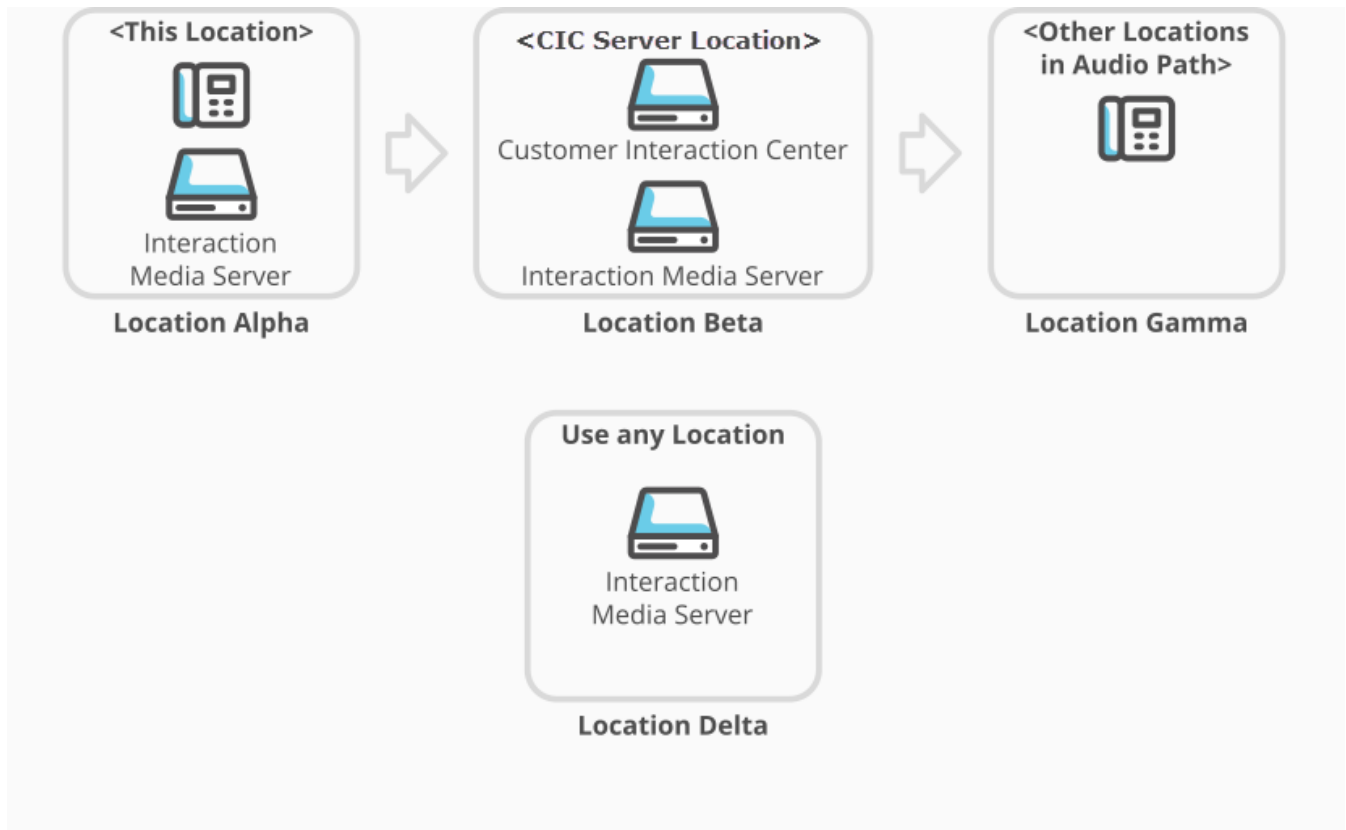 <This Location>
Interaction
Media Server
Location Alpha
<CIC Server Location>
Customer Interaction Center
Interaction Media Server
Location Beta
<Other Locations
in Audio Path>
Location Gamma
Use any Location
Interaction
Media Server
Location Delta